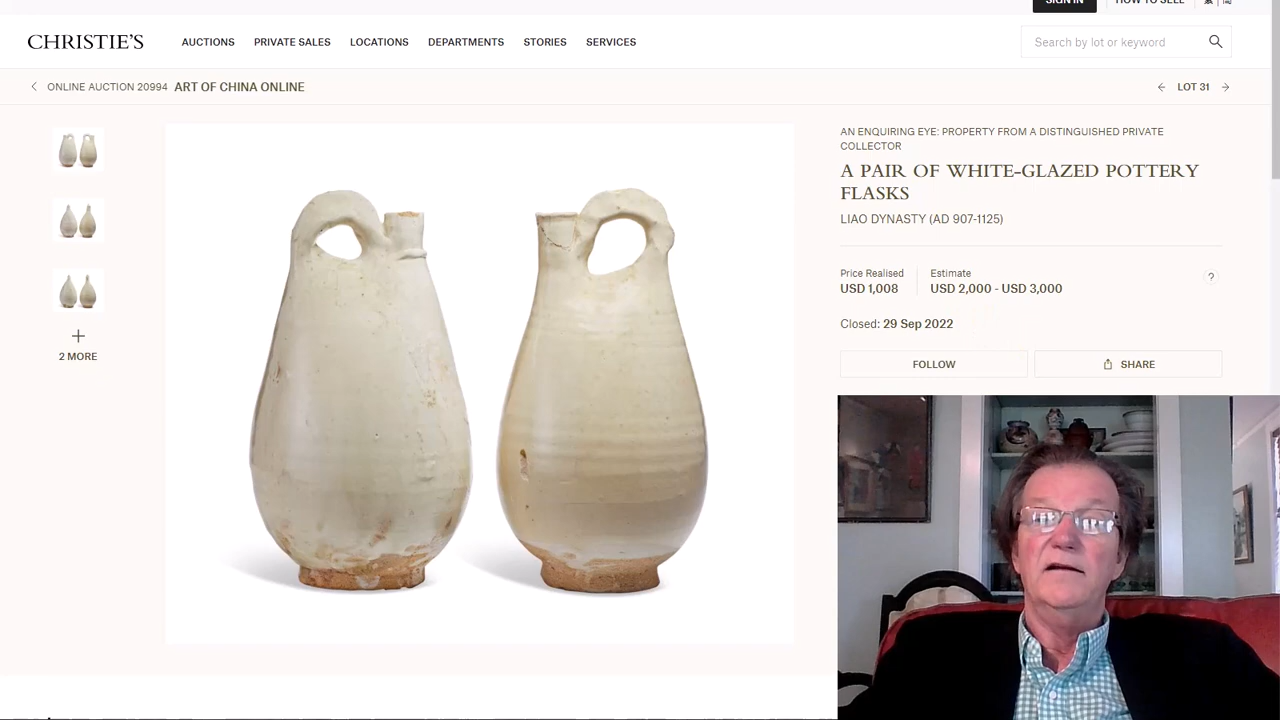 SIGN IN
HOW TO SELL
CHRISTIE'S
AUCTIONS
PRIVATE SALES
LOCATIONS
DEPARTMENTS
STORIES
SERVICES
Search by lot or keyword
ONLINE AUCTION 20994 ART OF CHINA ONLINE
LOT 31
AN ENQUIRING EYE: PROPERTY FROM A DISTINGUISHED PRIVATE
COLLECTOR
A PAIR OF WHITE-GLAZED POTTERY
FLASKS
LIAO DYNASTY (AD 907-1125)
Price Realised
USD 1,008
Estimate
USD 2,000 - USD 3,000
?
Closed: 29 Sep 2022
FOLLOW
SHARE
2 MORE